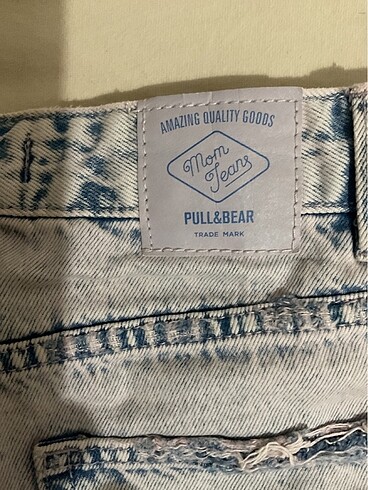 AMAZING QUALITY GOODS
Mom
Jeans
PULL&BEAR
TRADE MARK